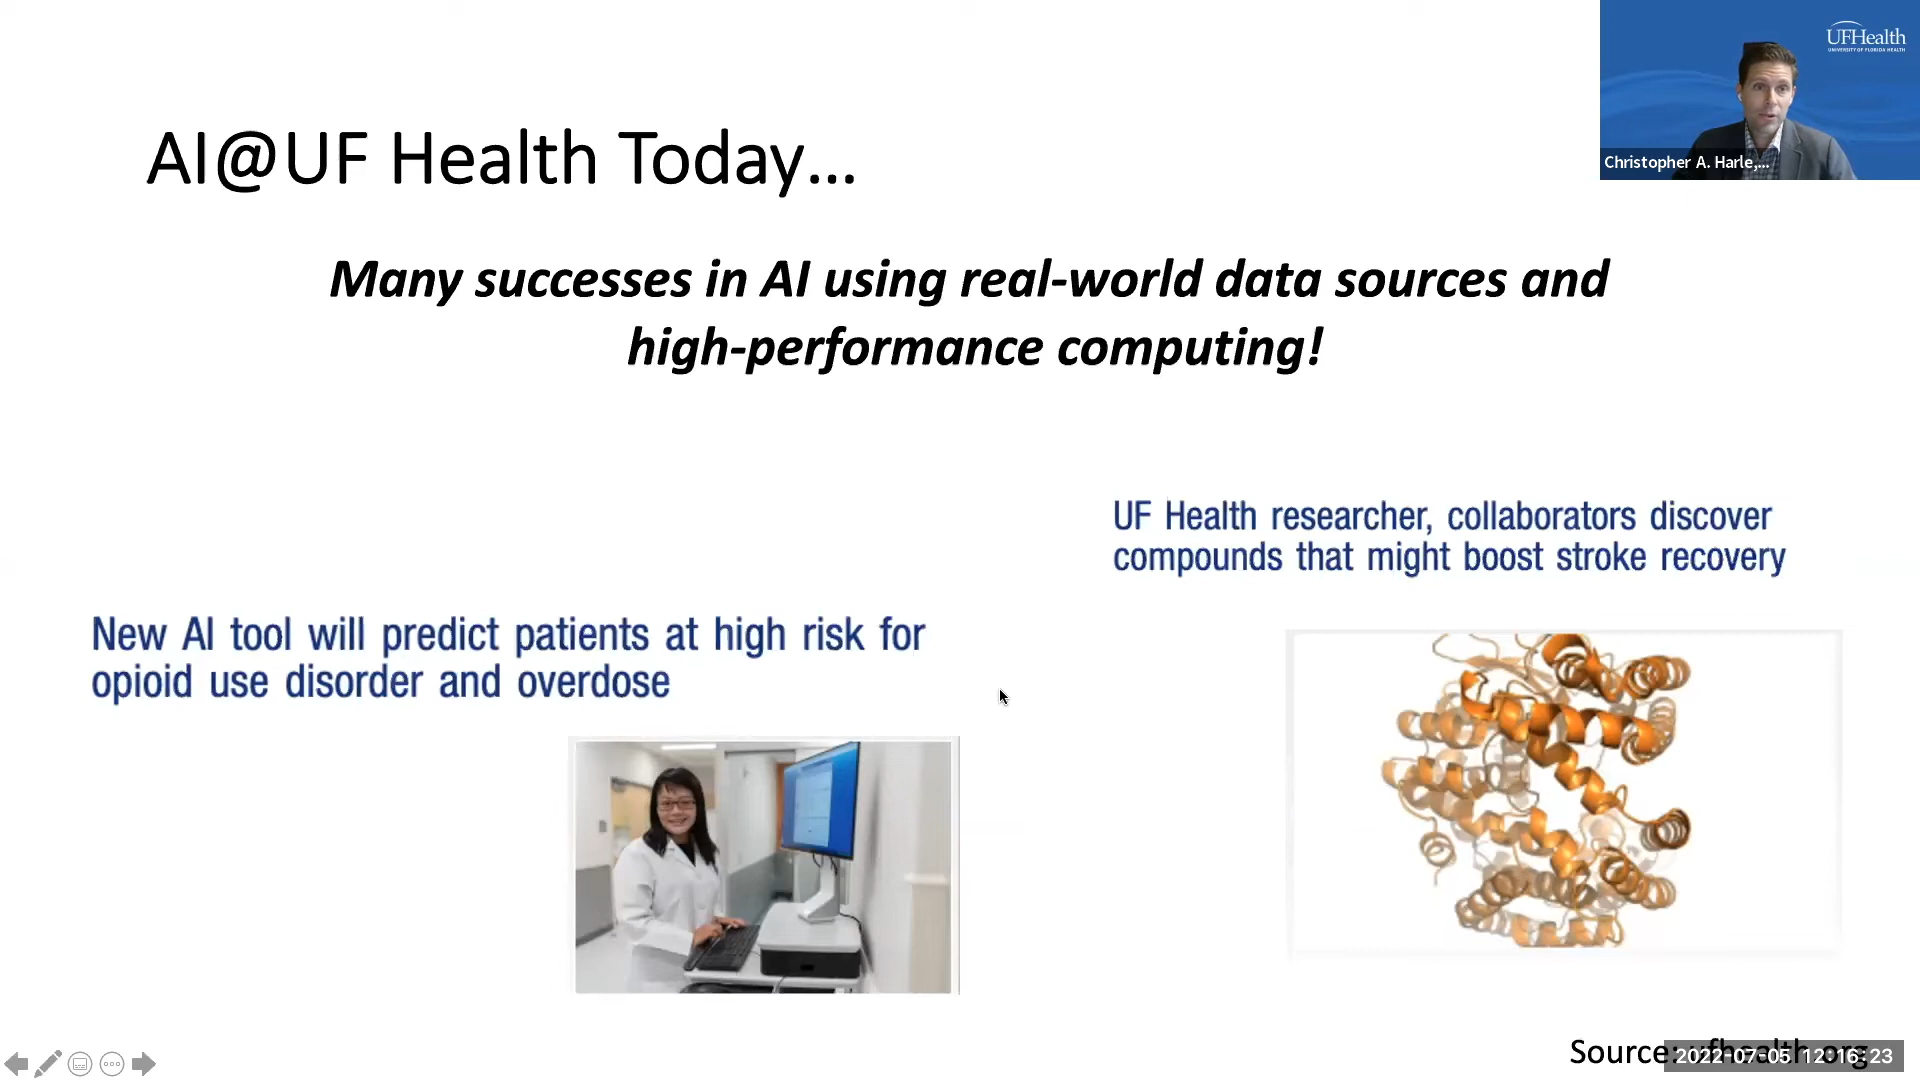 UFHealth
UNIVERSITY OF FLORIDA HEALTH
Christopher A. Harle,...
AI@UF Health Today...
Many successes in AI using real-world data sources and
high-performance computing!
UF Health researcher, collaborators discover
compounds that might boost stroke recovery
New AI tool will predict patients at high risk for
opioid use disorder and overdose
Source: ufhealth.org
2022-07-05 12:16:23